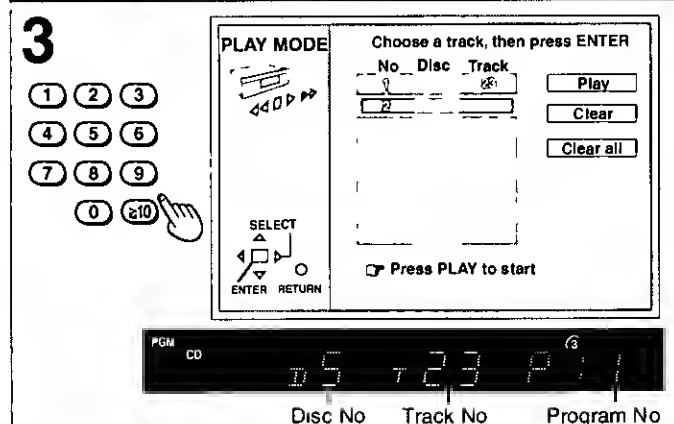 3
1 2 3
4 5 6
7 8 9
0 ≧10
PLAY MODE
SELECT
ENTER RETURN
Choose a track, then press ENTER
No Disc Track
1 23
2
Play
Clear
Clear all
☞ Press PLAY to start
PGM
CD
3
D5 T23 P 1
Disc No Track No Program No